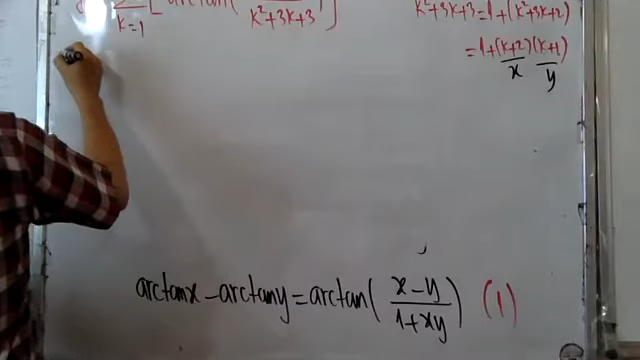 ∑ [ arctan(
k=1
k²+3k+3
k²+3k+3=1+(k²+3k+2)
=1+(k+2)(k+1)
x y
arctanx-arctany=arctan( x-y / 1+xy ) (1)